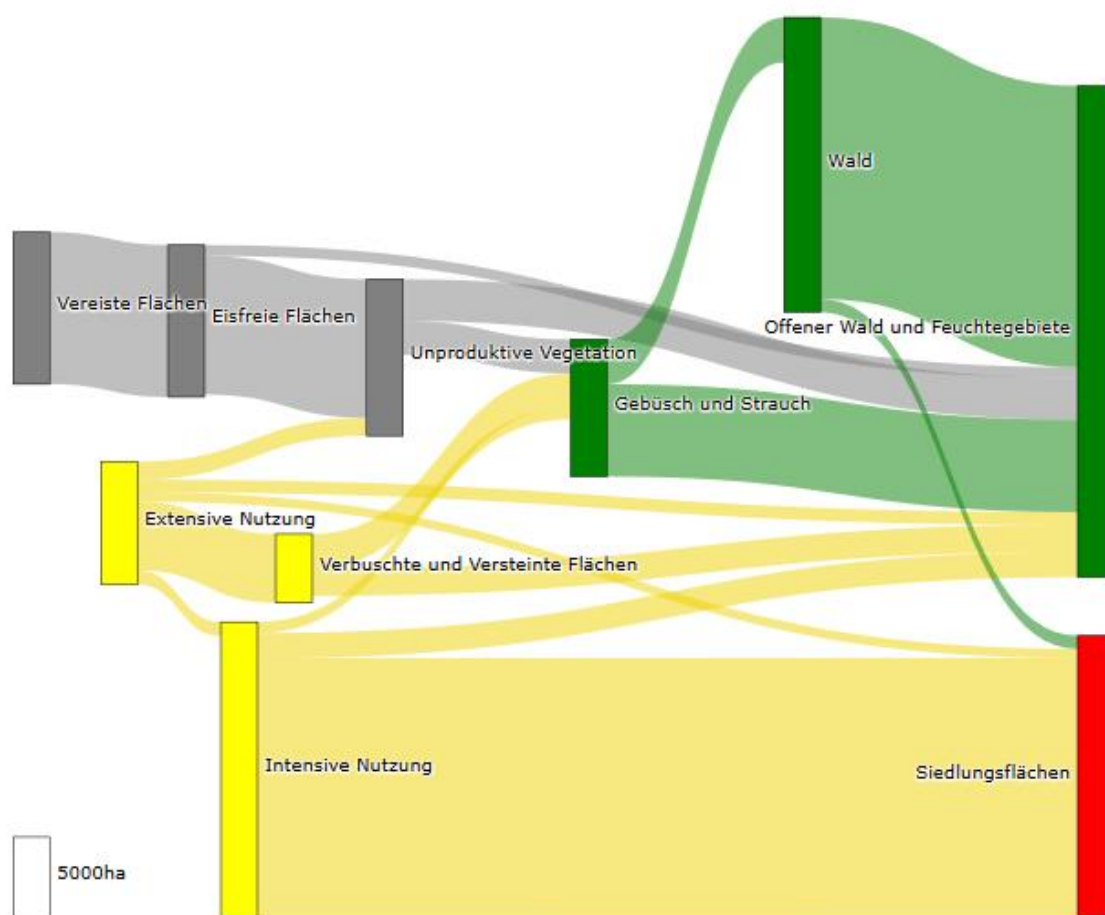 Wald
Vereiste Flächen
Eisfreie Flächen
Offener Wald und Feuchtegebiete
Unproduktive Vegetation
Gebüsch und Strauch
Extensive Nutzung
Verbuschte und Versteinte Flächen
Intensive Nutzung
Siedlungsflächen
5000ha